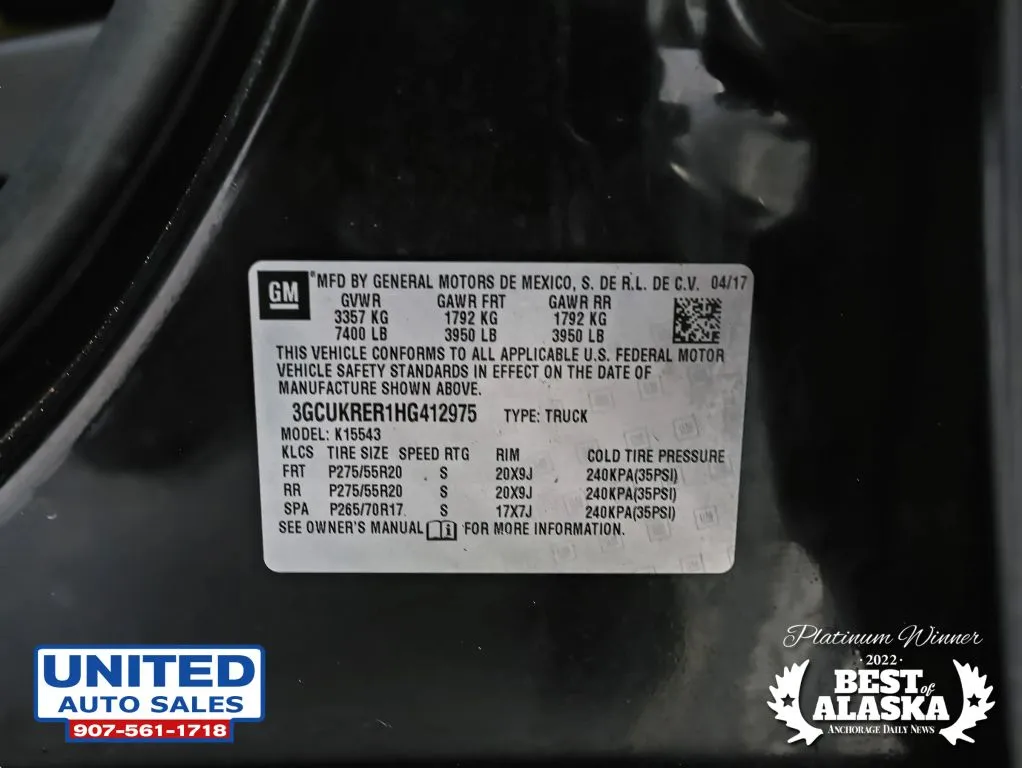 GM
®MFD BY GENERAL MOTORS DE MEXICO, S. DE R.L. DE C.V. 04/17
GVWR GAWR FRT GAWR RR
3357 KG 1792 KG 1792 KG
7400 LB 3950 LB 3950 LB
THIS VEHICLE CONFORMS TO ALL APPLICABLE U.S. FEDERAL MOTOR
VEHICLE SAFETY STANDARDS IN EFFECT ON THE DATE OF
MANUFACTURE SHOWN ABOVE.
3GCUKRER1HG412975 TYPE: TRUCK
MODEL: K15543
KLCS TIRE SIZE SPEED RTG RIM COLD TIRE PRESSURE
FRT P275/55R20 S 20X9J 240KPA(35PSI)
RR P275/55R20 S 20X9J 240KPA(35PSI)
SPA P265/70R17 S 17X7J 240KPA(35PSI)
SEE OWNER'S MANUAL i FOR MORE INFORMATION.
UNITED
AUTO SALES
907-561-1718
Platinum Winner
·2022·
BEST of
ALASKA
ANCHORAGE DAILY NEWS